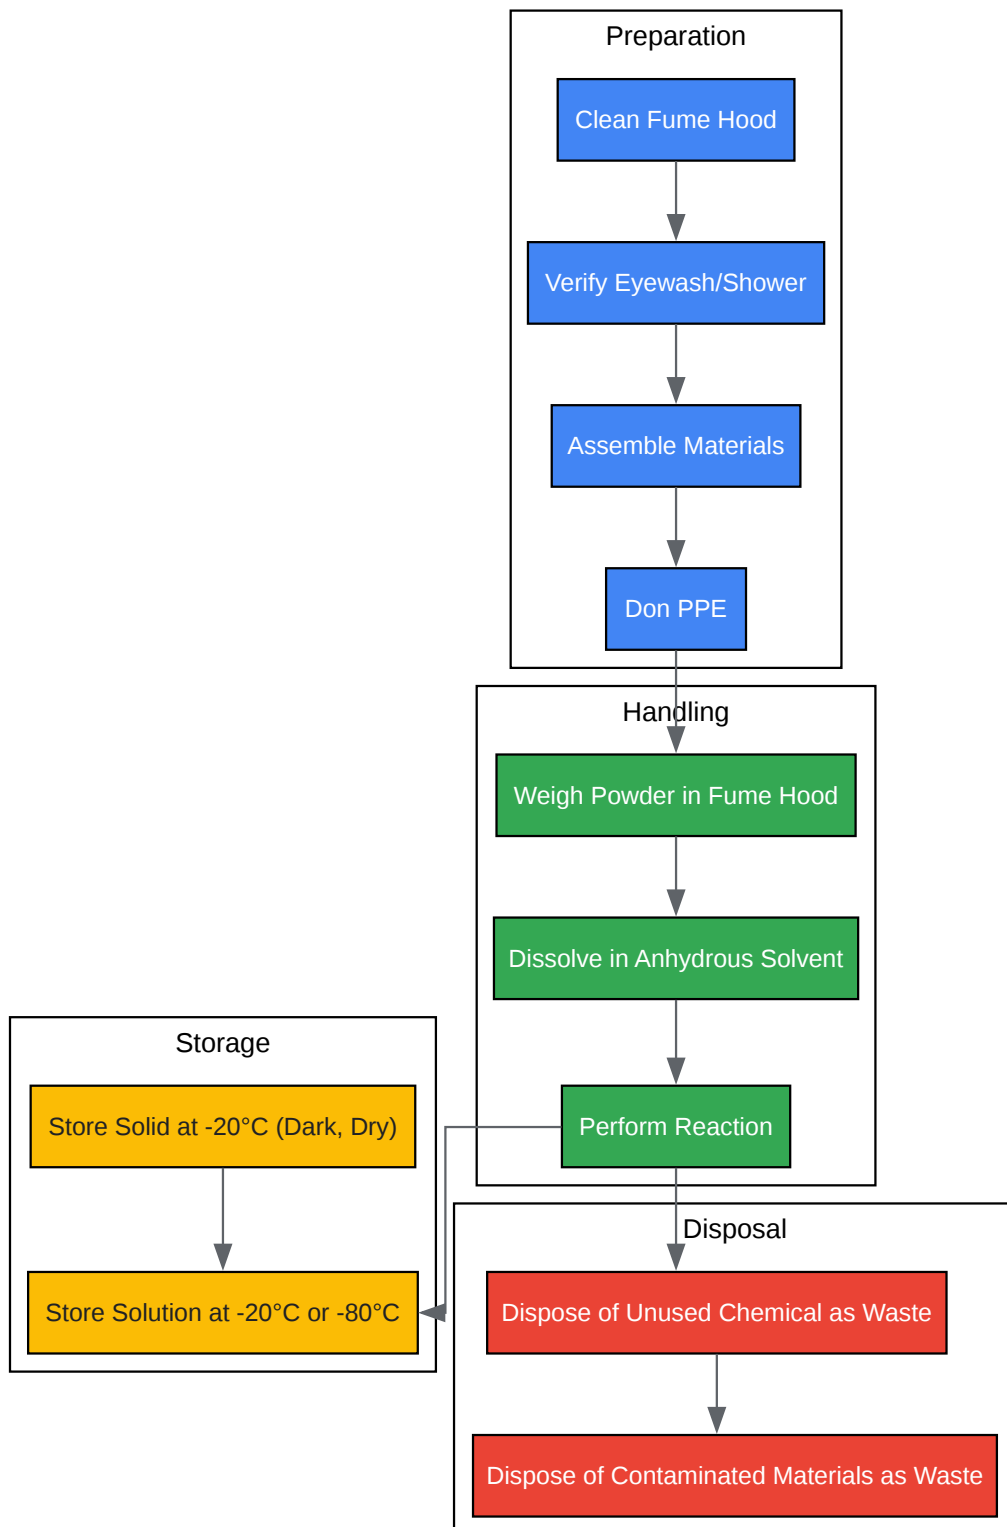 Preparation
Clean Fume Hood
Verify Eyewash/Shower
Assemble Materials
Don PPE
Handling
Weigh Powder in Fume Hood
Dissolve in Anhydrous Solvent
Perform Reaction
Storage
Store Solid at -20°C (Dark, Dry)
Store Solution at -20°C or -80°C
Disposal
Dispose of Unused Chemical as Waste
Dispose of Contaminated Materials as Waste